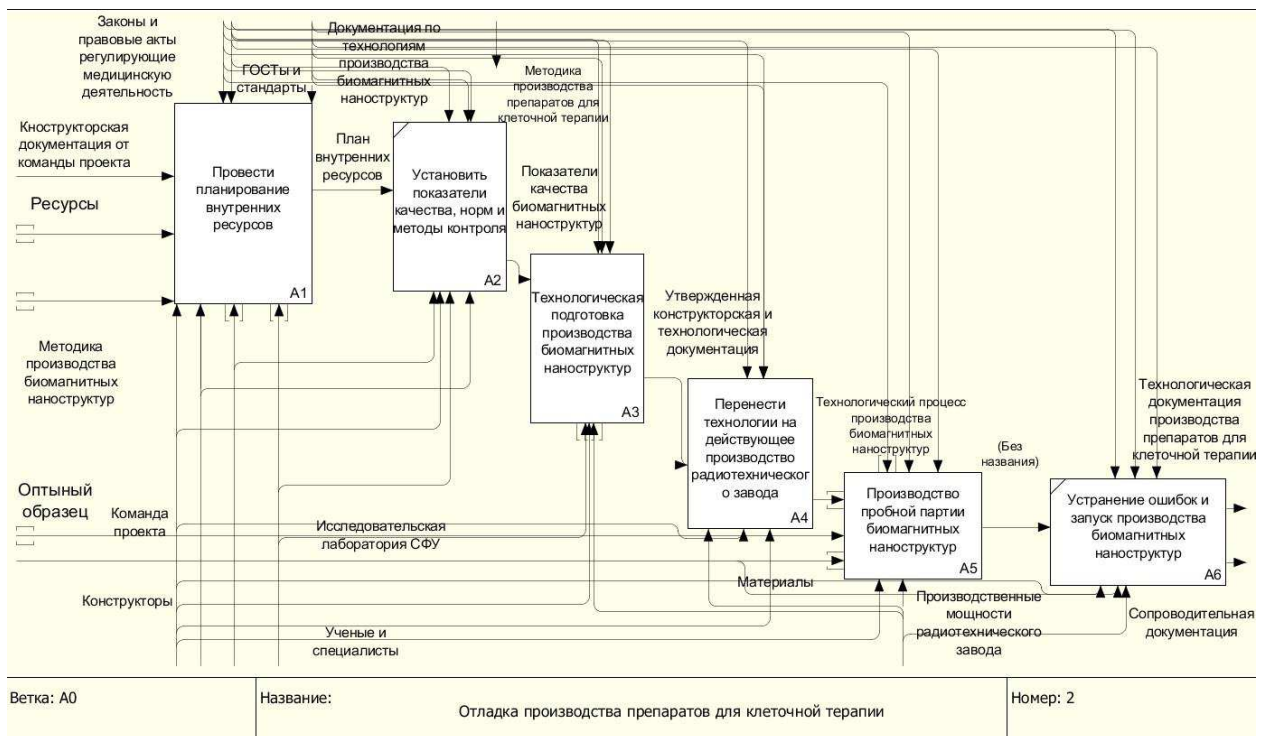 Законы и
правовые акты
регулирующие
медицинскую
деятельность
ГОСТы и
стандарты
Документация по
технологиям
производства
биомагнитных
наноструктур
Методика
производства
препаратов для
клеточной терапии
Кнострукторская
документация от
команды проекта
Ресурсы
Провести
планирование
внутренних
ресурсов
A1
План
внутренних
ресурсов
Установить
показатели
качества, норм и
методы контроля
A2
Показатели
качества
биомагнитных
наноструктур
Технологическая
подготовка
производства
биомагнитных
наноструктур
A3
Утвержденная
конструкторская и
технологическая
документация
Методика
производства
биомагнитных
наноструктур
Перенести
технологии на
действующее
производство
радиотехническог
о завода
A4
Технологический процесс
производства
биомагнитных
наноструктур
Производство
пробной партии
биомагнитных
наноструктур
A5
(Без
названия)
Устранение ошибок и
запуск производства
биомагнитных
наноструктур
A6
Технологическая
документация
производства
препаратов для
клеточной терапии
Оптыный
образец
Команда
проекта
Исследовательская
лаборатория СФУ
Конструкторы
Ученые и
специалисты
Материалы
Производственные
мощности
радиотехнического
завода
Сопроводительная
документация
Ветка: A0
Название:
Отладка производства препаратов для клеточной терапии
Номер: 2